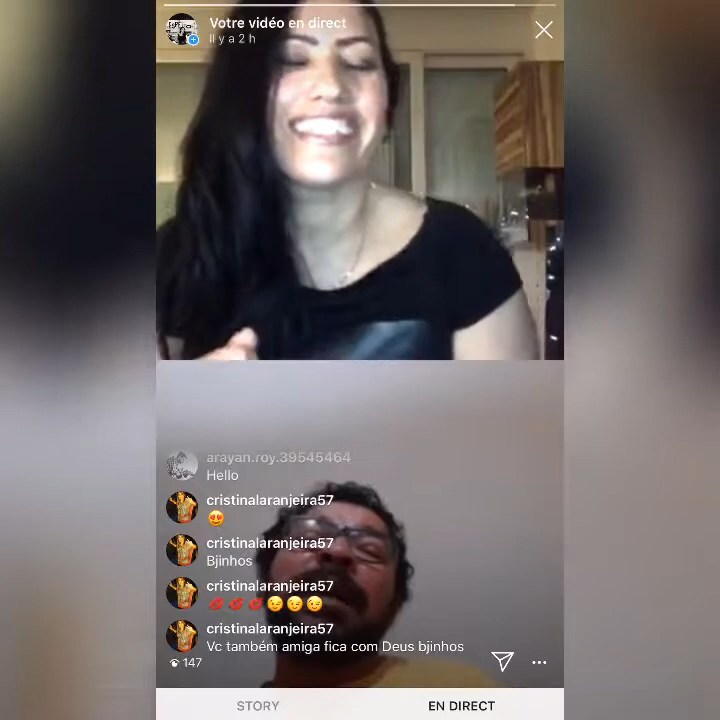 Votre vidéo en direct
Il y a 2 h
arayan.roy.39545464
Hello
cristinalaranjeira57
😍
cristinalaranjeira57
Bjinhos
cristinalaranjeira57
💋💋💋😉😉😉
cristinalaranjeira57
Vc também amiga fica com Deus bjinhos
147
STORY
EN DIRECT